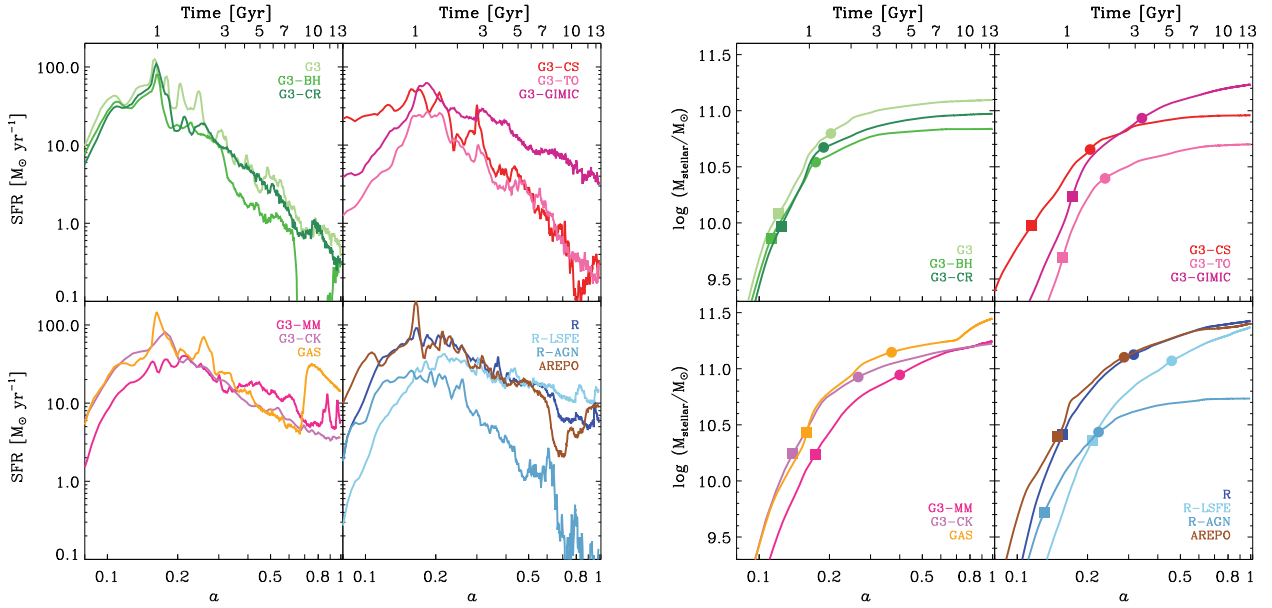 Time [Gyr]
Time [Gyr]
1 3 5 7 10 13
1 3 5 7 10 13
100.0
10.0
1.0
0.1
SFR [M⊙ yr⁻¹]
G3
G3-BH
G3-CR
G3-CS
G3-TO
G3-GIMIC
100.0
10.0
1.0
0.1
SFR [M⊙ yr⁻¹]
G3-MM
G3-CK
GAS
R
R-LSFE
R-AGN
AREPO
0.1 0.2 0.5 0.8 1
0.1 0.2 0.5 0.8 1
a
a
Time [Gyr]
Time [Gyr]
1 3 5 7 10 13
1 3 5 7 10 13
11.5
11.0
10.5
10.0
9.5
log (Mstellar/M⊙)
G3
G3-BH
G3-CR
G3-CS
G3-TO
G3-GIMIC
11.5
11.0
10.5
10.0
9.5
log (Mstellar/M⊙)
G3-MM
G3-CK
GAS
R
R-LSFE
R-AGN
AREPO
0.1 0.2 0.5 0.8 1
0.1 0.2 0.5 0.8 1
a
a